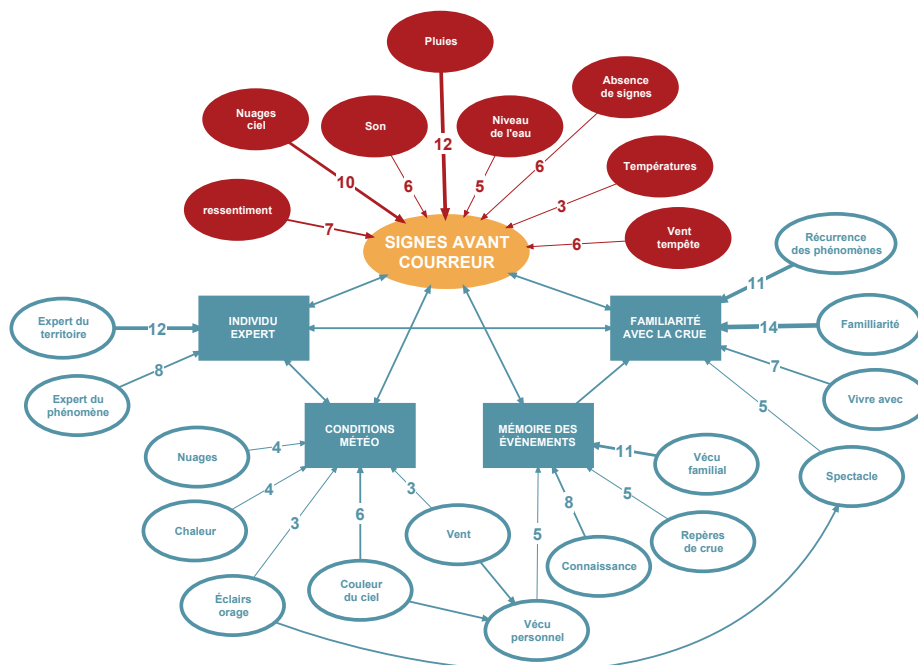 Pluies
Absence
de signes
Nuages
ciel
Son
Niveau
de l'eau
12
6
Températures
10
6
5
3
ressentiment
7
SIGNES AVANT
COURREUR
6
Vent
tempête
Récurrence
des phénomènes
11
Expert du
territoire
12
INDIVIDU
EXPERT
FAMILIARITÉ
AVEC LA CRUE
14
Familliarité
Expert du
phénomène
8
7
Vivre avec
5
CONDITIONS
MÉTÉO
MÉMOIRE DES
ÉVÈNEMENTS
Nuages
4
11
Vécu
familial
Spectacle
Chaleur
4
3
6
3
Vent
5
8
5
Repères
de crue
Connaissance
Éclairs
orage
Couleur
du ciel
Vécu
personnel